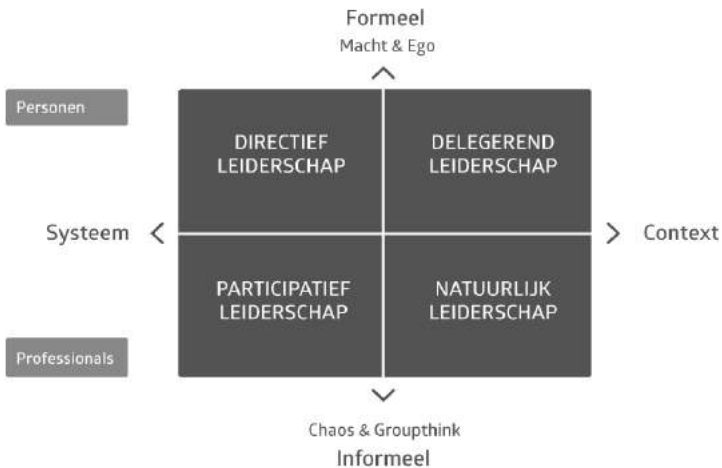 Formeel
Macht & Ego
Personen
DIRECTIEF
LEIDERSCHAP
DELEGEREND
LEIDERSCHAP
Systeem
Context
PARTICIPATIEF
LEIDERSCHAP
NATUURLIJK
LEIDERSCHAP
Professionals
Chaos & Groupthink
Informeel